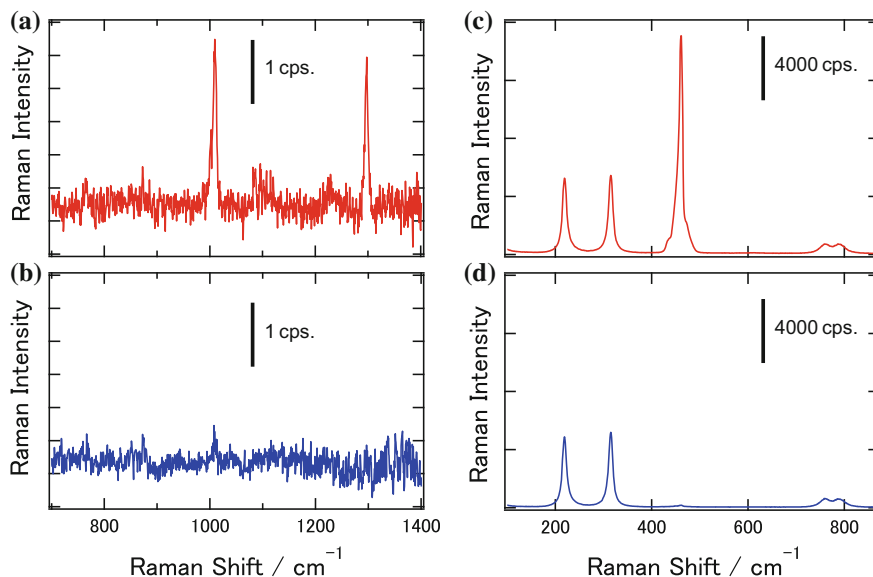 (a)
Raman Intensity
1 cps.
(c)
Raman Intensity
4000 cps.
(b)
Raman Intensity
1 cps.
800 1000 1200 1400
Raman Shift / cm⁻¹
(d)
Raman Intensity
4000 cps.
200 400 600 800
Raman Shift / cm⁻¹